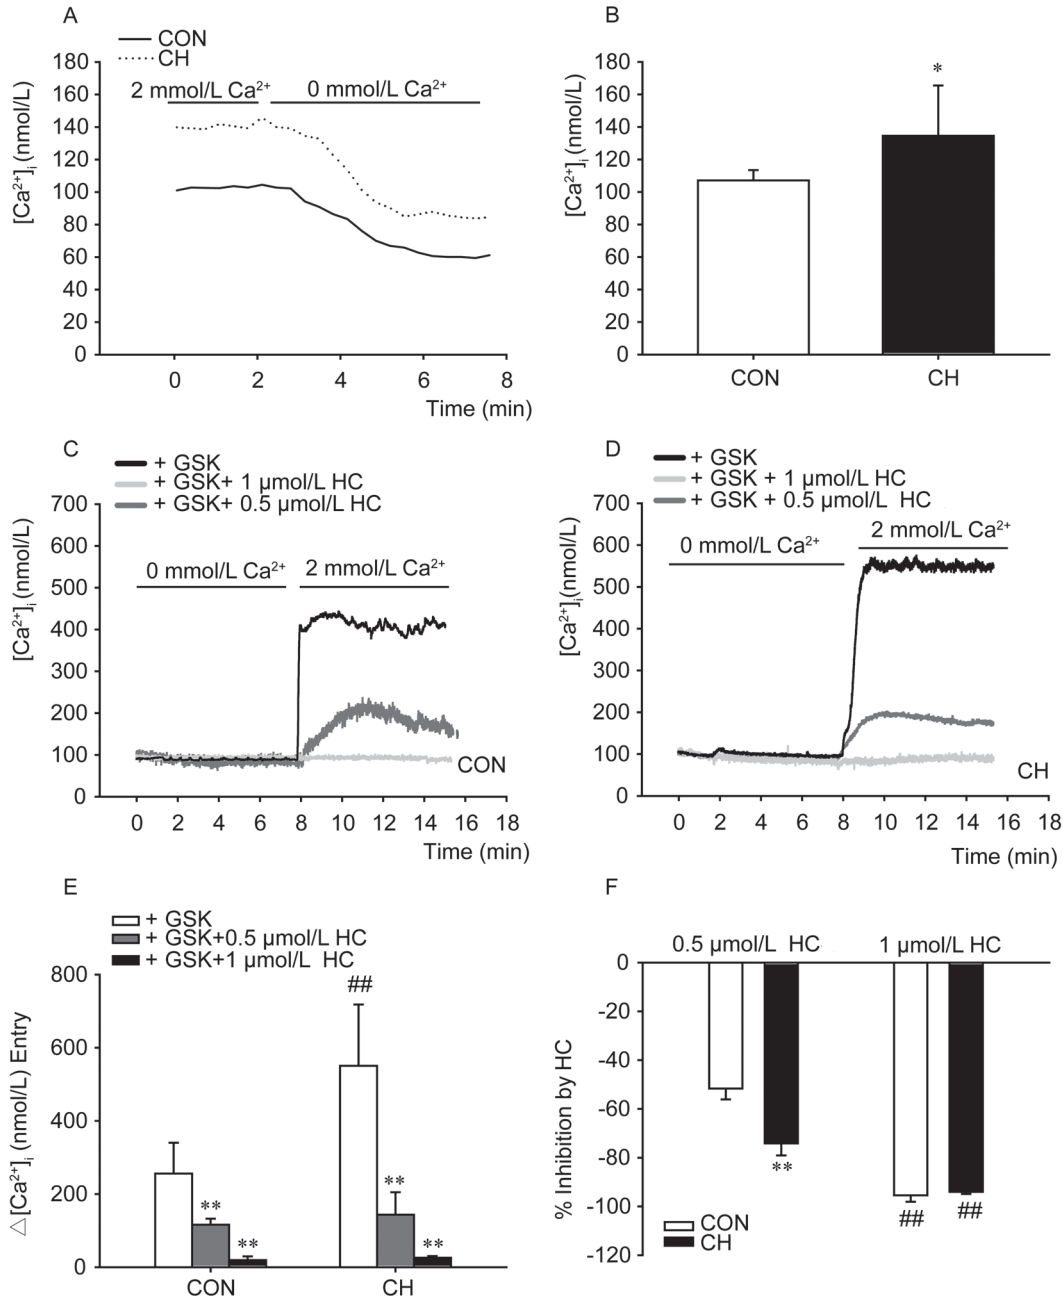 A
CON
CH
180
160
140
120
100
80
60
40
20
0
[Ca²⁺]ᵢ (nmol/L)
2 mmol/L Ca²⁺
0 mmol/L Ca²⁺
0 2 4 6 8
Time (min)
B
180
160
140
120
100
80
60
40
20
0
[Ca²⁺]ᵢ (nmol/L)
*
CON CH
C
+ GSK
+ GSK+ 1 µmol/L HC
+ GSK+ 0.5 µmol/L HC
700
600
500
400
300
200
100
0
[Ca²⁺]ᵢ(nmol/L)
0 mmol/L Ca²⁺
2 mmol/L Ca²⁺
CON
0 2 4 6 8 10 12 14 16 18
Time (min)
D
+ GSK
+ GSK + 1 µmol/L HC
+ GSK + 0.5 µmol/L HC
700
600
500
400
300
200
100
0
[Ca²⁺]ᵢ(nmol/L)
0 mmol/L Ca²⁺
2 mmol/L Ca²⁺
CH
0 2 4 6 8 10 12 14 16 18
Time (min)
E
+ GSK
+ GSK+0.5 µmol/L HC
+ GSK+1 µmol/L HC
800
600
400
200
0
△[Ca²⁺]ᵢ (nmol/L) Entry
##
**
**
**
**
CON CH
F
0.5 µmol/L HC
1 µmol/L HC
0
-20
-40
-60
-80
-100
-120
% Inhibition by HC
**
##
##
CON
CH